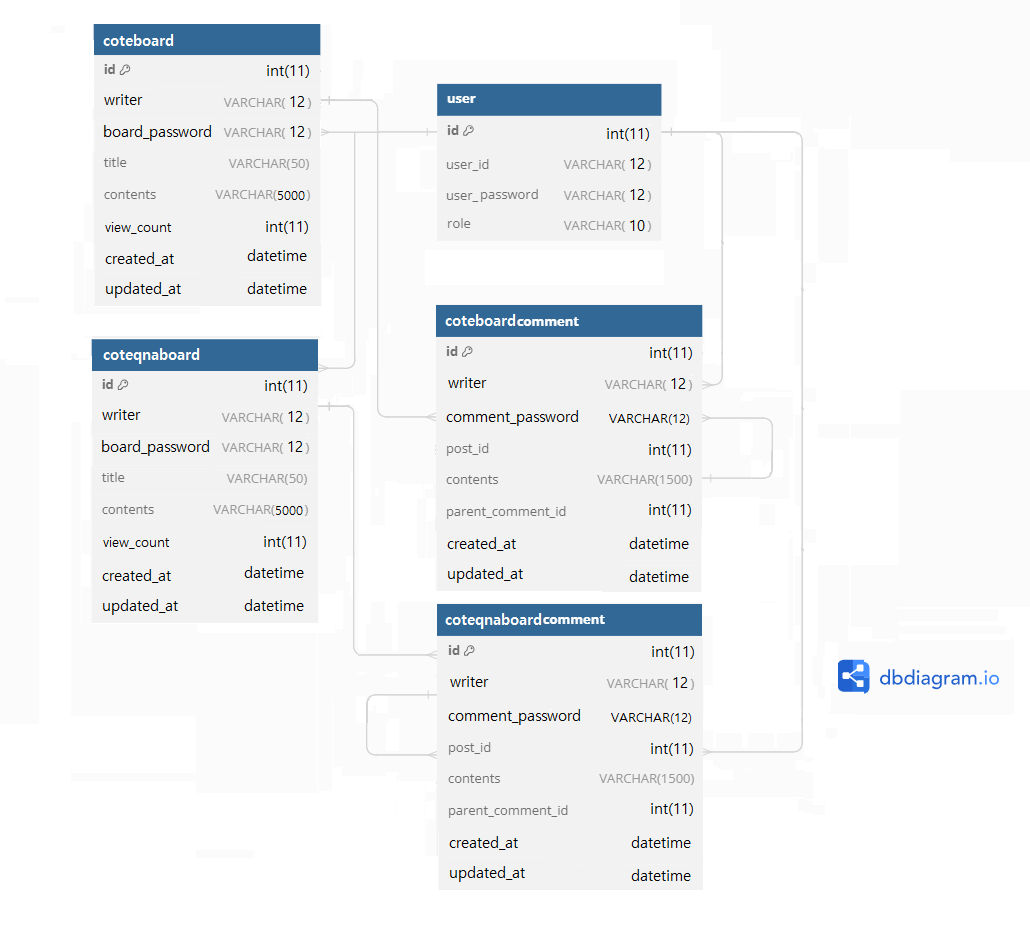 coteboard
id int(11)
writer VARCHAR( 12 )
board_password VARCHAR( 12 )
title VARCHAR(50)
contents VARCHAR(5000)
view_count int(11)
created_at datetime
updated_at datetime
user
id int(11)
user_id VARCHAR( 12 )
user_password VARCHAR( 12 )
role VARCHAR( 10 )
coteqnaboard
id int(11)
writer VARCHAR( 12 )
board_password VARCHAR( 12 )
title VARCHAR(50)
contents VARCHAR(5000)
view_count int(11)
created_at datetime
updated_at datetime
coteboardcomment
id int(11)
writer VARCHAR( 12 )
comment_password VARCHAR(12)
post_id int(11)
contents VARCHAR(1500)
parent_comment_id int(11)
created_at datetime
updated_at datetime
coteqnaboardcomment
id int(11)
writer VARCHAR( 12 )
comment_password VARCHAR(12)
post_id int(11)
contents VARCHAR(1500)
parent_comment_id int(11)
created_at datetime
updated_at datetime
dbdiagram.io